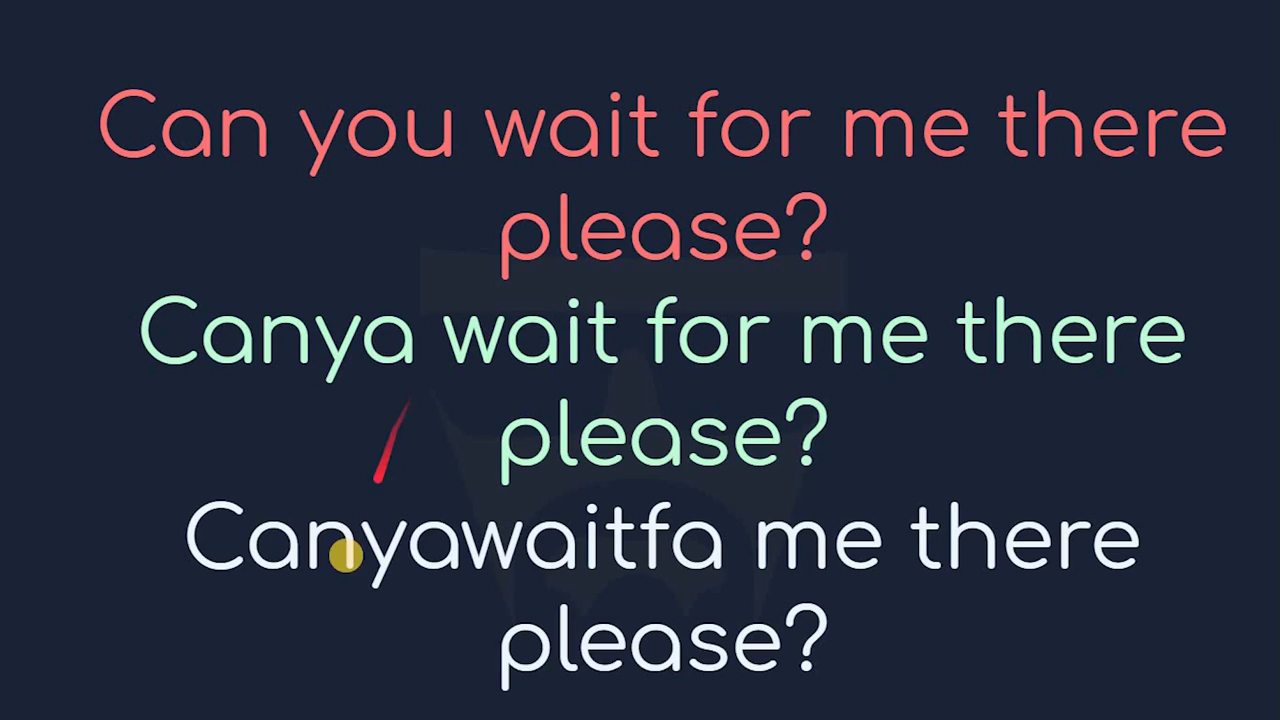 Can you wait for me there
please?
Canya wait for me there
please?
Canyawaitfa me there
please?